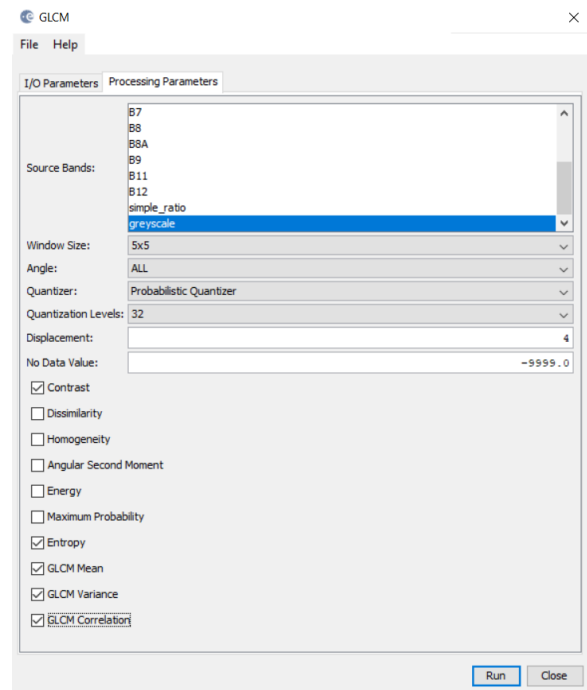 GLCM
File Help
I/O Parameters Processing Parameters
Source Bands:
B7
B8
B8A
B9
B11
B12
simple_ratio
greyscale
Window Size: 5x5
Angle: ALL
Quantizer: Probabilistic Quantizer
Quantization Levels: 32
Displacement: 4
No Data Value: -9999.0
Contrast
Dissimilarity
Homogeneity
Angular Second Moment
Energy
Maximum Probability
Entropy
GLCM Mean
GLCM Variance
GLCM Correlation
Run Close